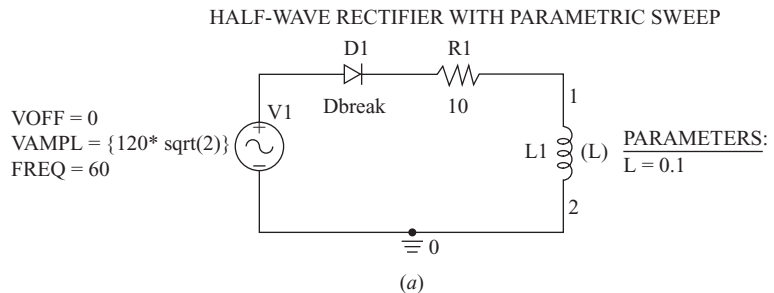 HALF-WAVE RECTIFIER WITH PARAMETRIC SWEEP
D1
R1
Dbreak
10
1
VOFF = 0
VAMPL = {120* sqrt(2)}
FREQ = 60
V1
+
−
L1
(L)
PARAMETERS:
L = 0.1
2
0
(a)